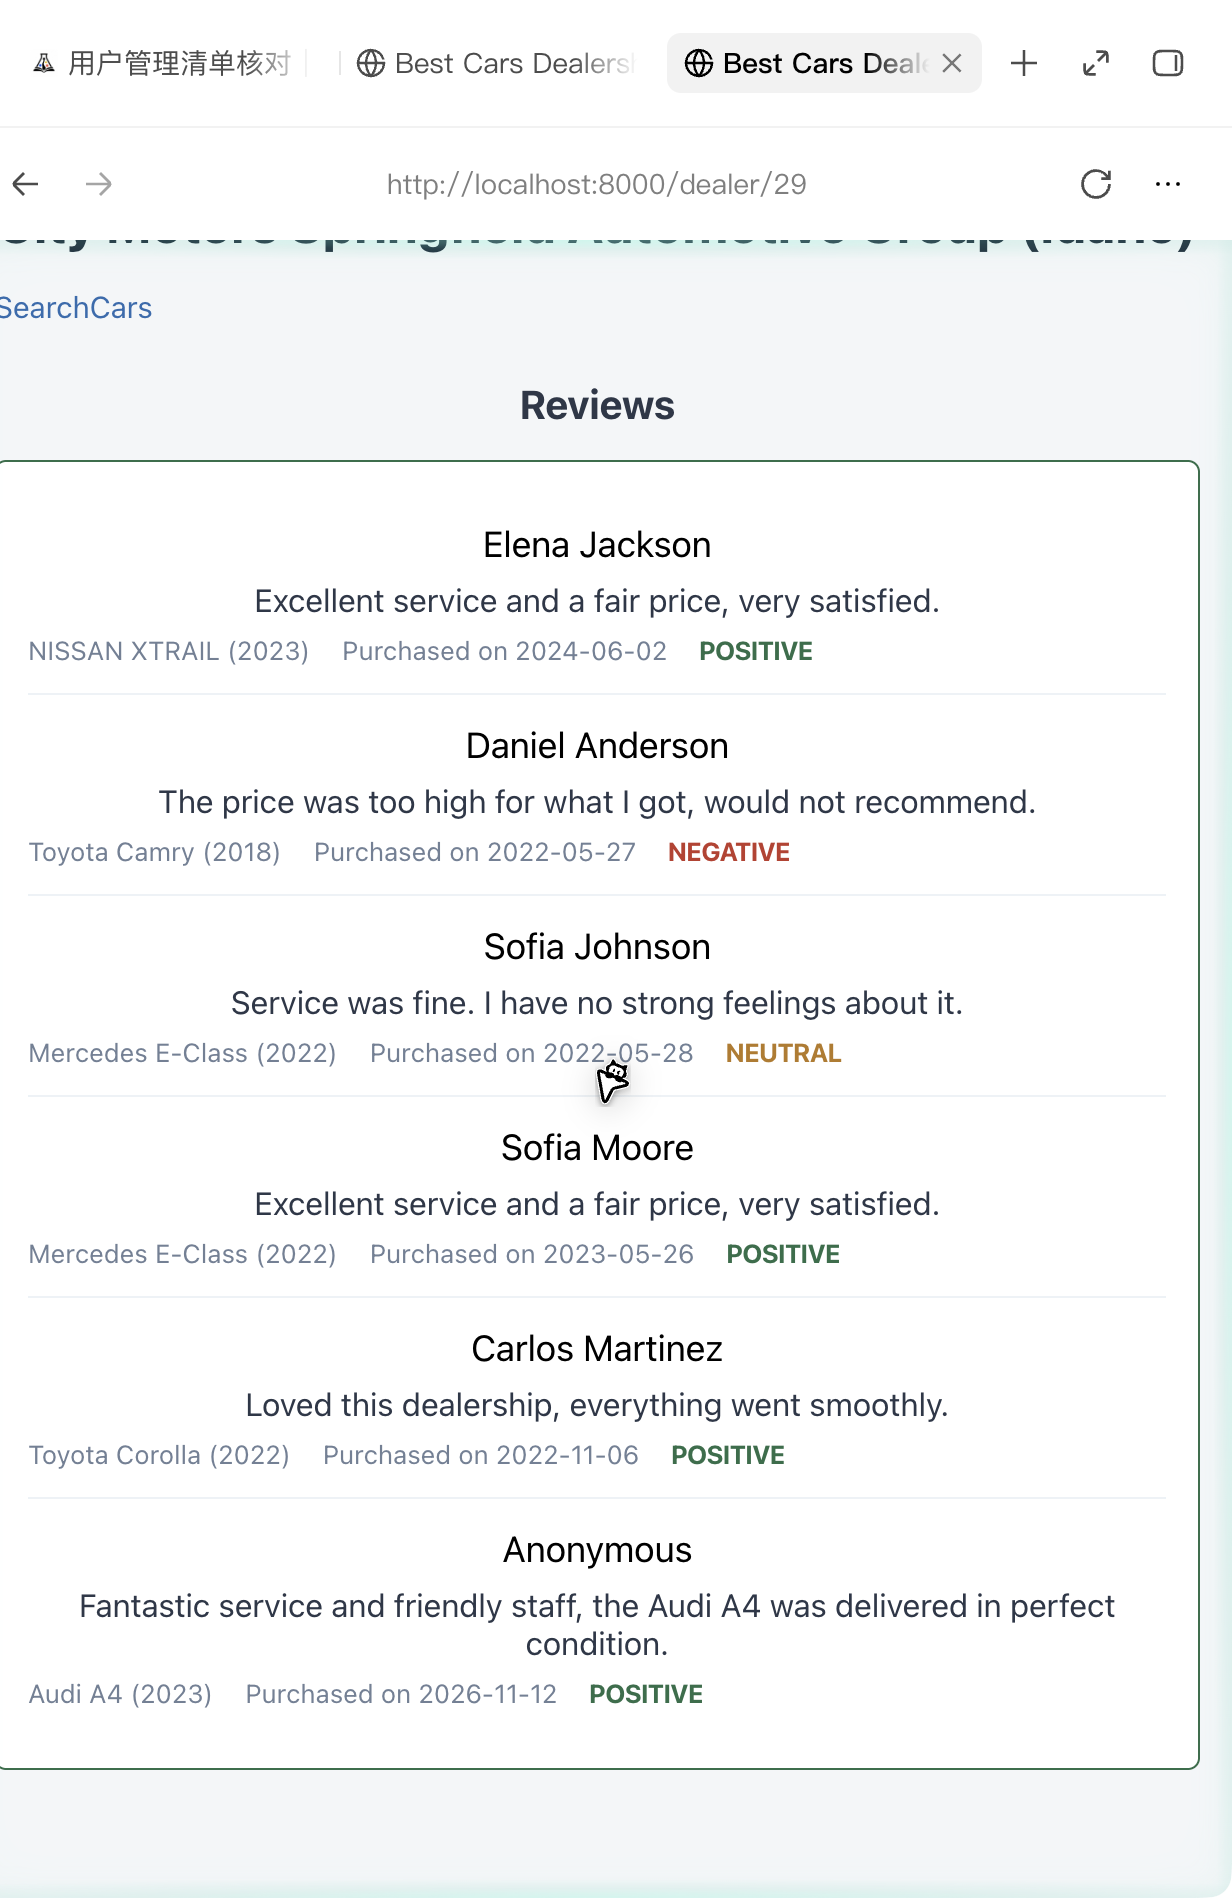 用户管理清单核对
Best Cars Dealers
Best Cars Deal
http://localhost:8000/dealer/29
City Motors Springfield Automotive Group (Idaho)
SearchCars
Reviews
Elena Jackson
Excellent service and a fair price, very satisfied.
NISSAN XTRAIL (2023) Purchased on 2024-06-02 POSITIVE
Daniel Anderson
The price was too high for what I got, would not recommend.
Toyota Camry (2018) Purchased on 2022-05-27 NEGATIVE
Sofia Johnson
Service was fine. I have no strong feelings about it.
Mercedes E-Class (2022) Purchased on 2022-05-28 NEUTRAL
Sofia Moore
Excellent service and a fair price, very satisfied.
Mercedes E-Class (2022) Purchased on 2023-05-26 POSITIVE
Carlos Martinez
Loved this dealership, everything went smoothly.
Toyota Corolla (2022) Purchased on 2022-11-06 POSITIVE
Anonymous
Fantastic service and friendly staff, the Audi A4 was delivered in perfect
condition.
Audi A4 (2023) Purchased on 2026-11-12 POSITIVE